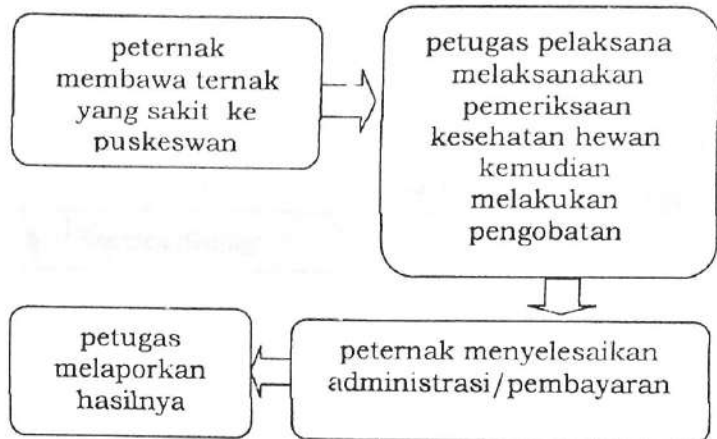 peternak
membawa ternak
yang sakit ke
puskeswan
petugas pelaksana
melaksanakan
pemeriksaan
kesehatan hewan
kemudian
melakukan
pengobatan
peternak menyelesaikan
administrasi/pembayaran
petugas
melaporkan
hasilnya